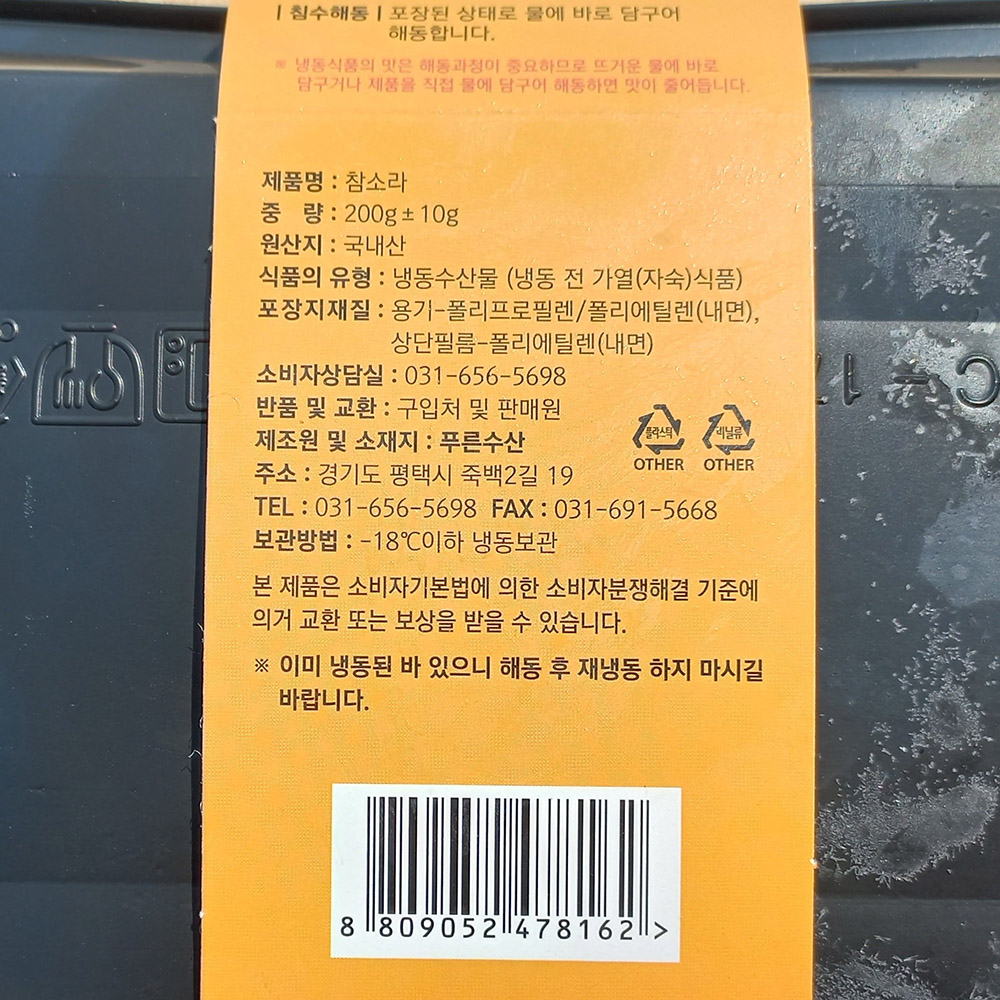 | 침수해동 | 포장된 상태로 물에 바로 담구어
해동합니다.
※ 냉동식품의 맛은 해동과정이 중요하므로 뜨거운 물에 바로
담구거나 제품을 직접 물에 담구어 해동하면 맛이 줄어듭니다.
제품명 : 참소라
중 량 : 200g±10g
원산지 : 국내산
식품의 유형 : 냉동수산물 (냉동 전 가열(자숙)식품)
포장지재질 : 용기-폴리프로필렌/폴리에틸렌(내면),
상단필름-폴리에틸렌(내면)
소비자상담실 : 031-656-5698
반품 및 교환 : 구입처 및 판매원
제조원 및 소재지 : 푸른수산
플라스틱 비닐류
OTHER OTHER
주소 : 경기도 평택시 죽백2길 19
TEL : 031-656-5698 FAX : 031-691-5668
보관방법 : -18℃이하 냉동보관
본 제품은 소비자기본법에 의한 소비자분쟁해결 기준에
의거 교환 또는 보상을 받을 수 있습니다.
※ 이미 냉동된 바 있으니 해동 후 재냉동 하지 마시길
바랍니다.
8 809052 478162 >